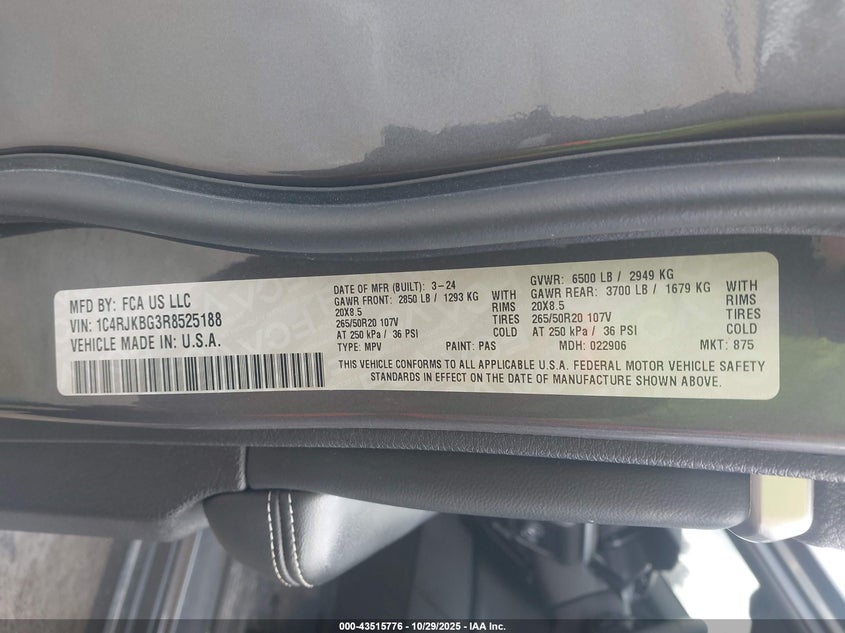 MFD BY: FCA US LLC
VIN: 1C4RJKBG3R8525188
VEHICLE MADE IN: U.S.A.
DATE OF MFR (BUILT): 3-24
GAWR FRONT: 2850 LB / 1293 KG WITH
20X8.5 RIMS
265/50R20 107V TIRES
AT 250 kPa / 36 PSI COLD
TYPE: MPV PAINT: PAS MDH: 022906 MKT: 875
GVWR: 6500 LB / 2949 KG
GAWR REAR: 3700 LB / 1679 KG WITH
20X8.5 RIMS
265/50R20 107V TIRES
AT 250 kPa / 36 PSI COLD
THIS VEHICLE CONFORMS TO ALL APPLICABLE U.S.A. FEDERAL MOTOR VEHICLE SAFETY
STANDARDS IN EFFECT ON THE DATE OF MANUFACTURE SHOWN ABOVE.
000-43515776 - 10/29/2025 - IAA Inc.